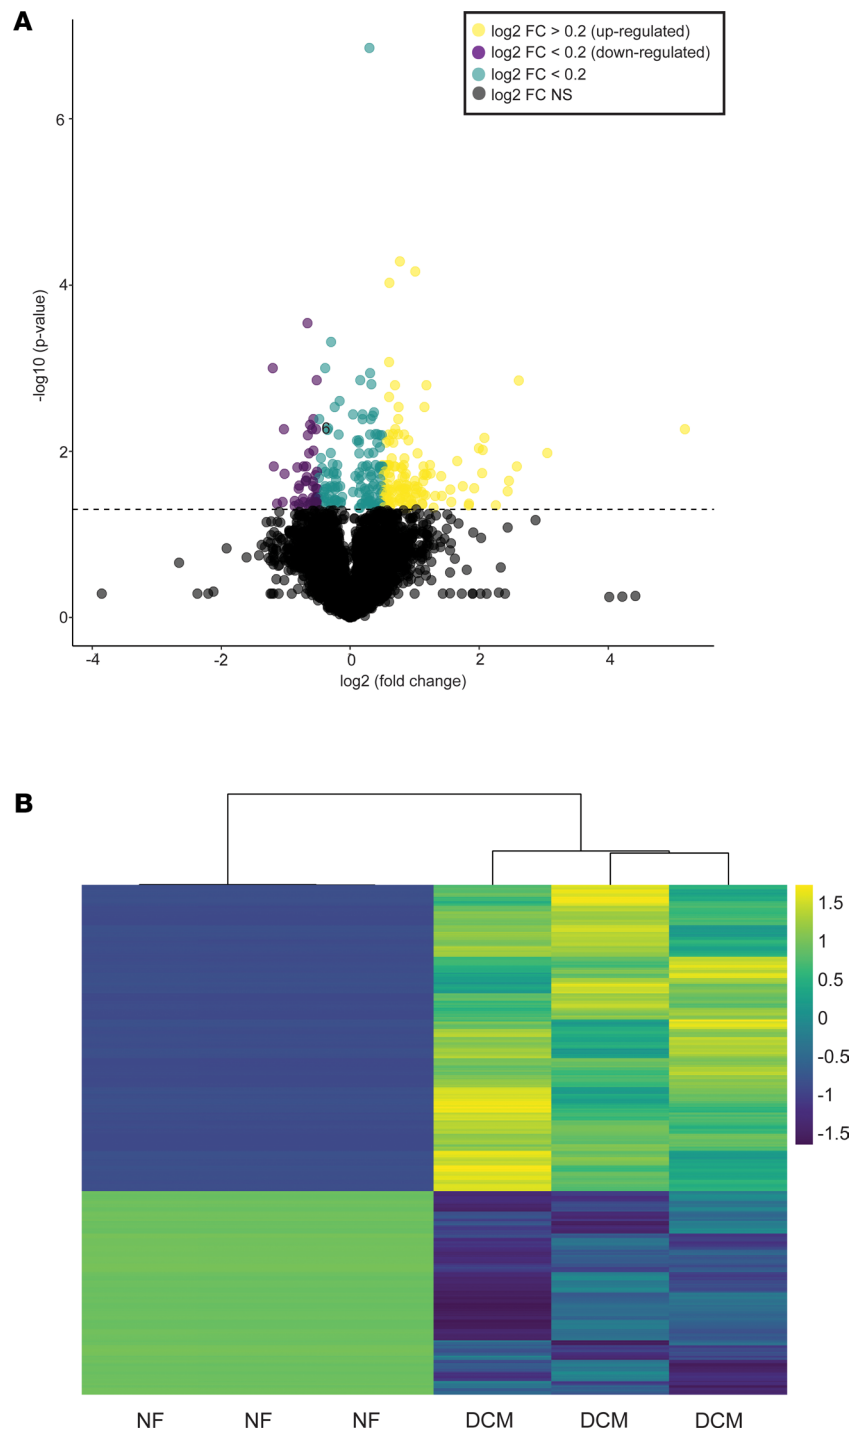 A
log2 FC > 0.2 (up-regulated)
log2 FC < 0.2 (down-regulated)
log2 FC < 0.2
log2 FC NS
6
4
2
0
-log10 (p-value)
6
-4
-2
0
2
4
log2 (fold change)
B
1.5
1
0.5
0
-0.5
-1
-1.5
NF
NF
NF
DCM
DCM
DCM